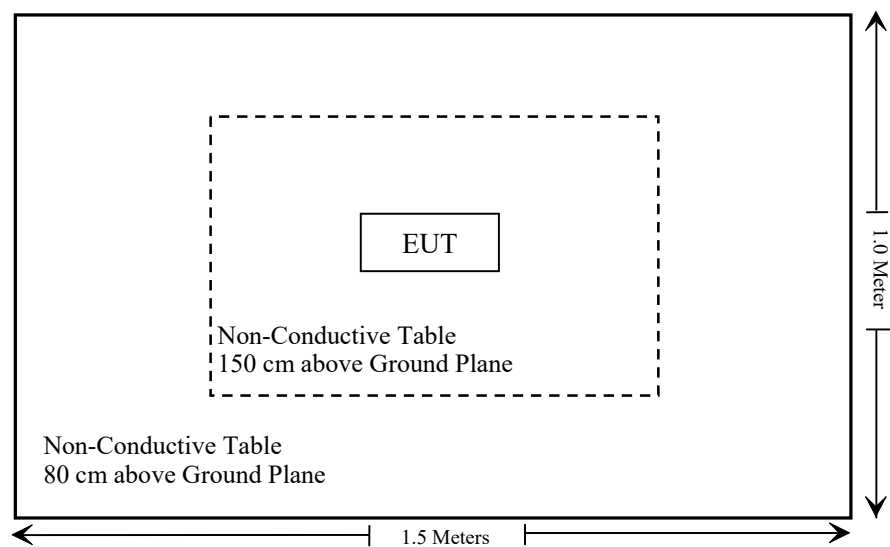 EUT
Non-Conductive Table
150 cm above Ground Plane
Non-Conductive Table
80 cm above Ground Plane
1.0 Meter
1.5 Meters